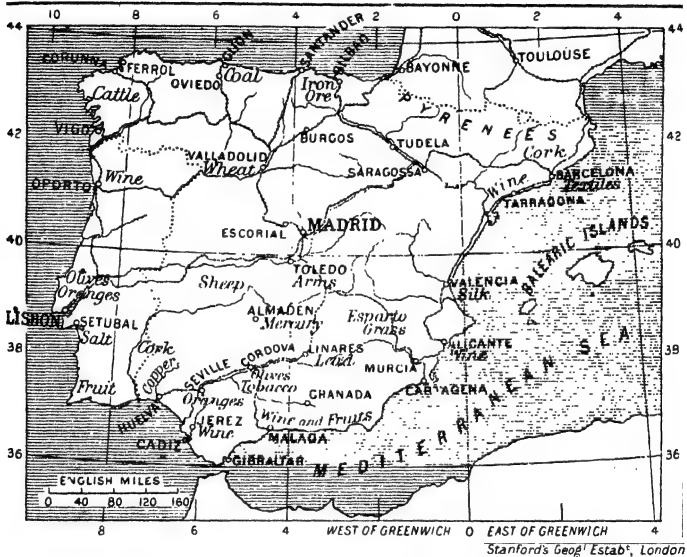 10 8 6 4 2 0 2 4
44 44
SANTANDER
GIJON
BILBAO
CORUNNA
FERROL
TOULOUSE
OVIEDO
Coal
BAYONNE
Iron
Ore
Cattle
PYRENEES
42 42
VIGO
BURGOS
TUDELA
Cork
VALLADOLID
Wheat
SARAGOSSA
Wine
BARCELONA
Textiles
OPORTO
Wine
TARRAGONA
ESCORIAL
MADRID
BALEARIC ISLANDS
40 40
TOLEDO
Arms
Olives
Oranges
Sheep
VALENCIA
Silk
LISBON
SETUBAL
Salt
ALMADEN
Mercury
Esparto
Grass
ALICANTE
Wine
38 38
Cork
Copper
SEVILLE
CORDOVA
LINARES
Lead
MURCIA
Fruit
Olives
Tobacco
CARTAGENA
Oranges
GRANADA
HUELVA
JEREZ
Wine
Wine and Fruits
CADIZ
MALAGA
MEDITERRANEAN SEA
GIBRALTAR
36 36
ENGLISH MILES
0 40 80 120 160
8 6 4 2 WEST OF GREENWICH 0 EAST OF GREENWICH
Stanford's Geog^l Estab^t, London